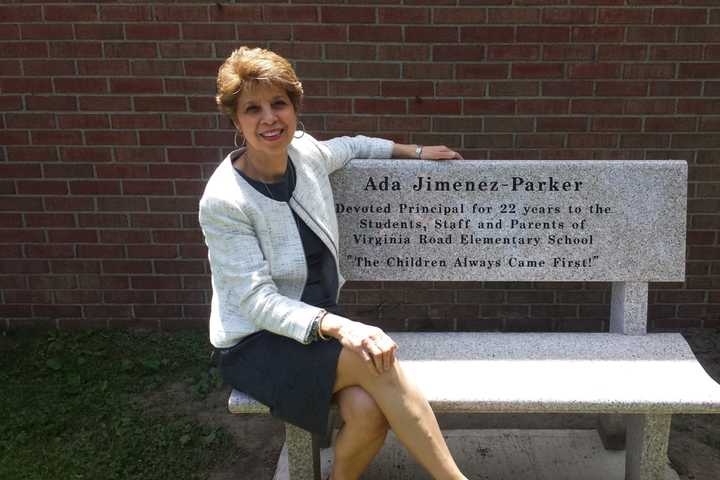 Ada Jimenez-Parker
Devoted Principal for 22 years to the
Students, Staff and Parents of
Virginia Road Elementary School
"The Children Always Came First!"